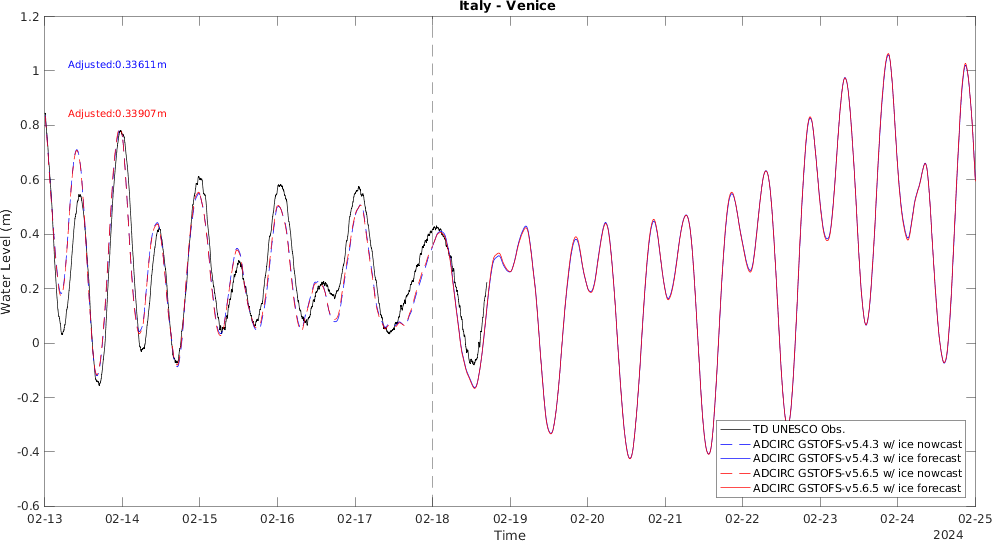 Italy - Venice
1.2
1
0.8
0.6
0.4
0.2
0
-0.2
-0.4
-0.6
Water Level (m)
Adjusted:0.33611m
Adjusted:0.33907m
TD UNESCO Obs.
ADCIRC GSTOFS-v5.4.3 w/ ice nowcast
ADCIRC GSTOFS-v5.4.3 w/ ice forecast
ADCIRC GSTOFS-v5.6.5 w/ ice nowcast
ADCIRC GSTOFS-v5.6.5 w/ ice forecast
02-13 02-14 02-15 02-16 02-17 02-18 02-19 02-20 02-21 02-22 02-23 02-24 02-25
Time
2024